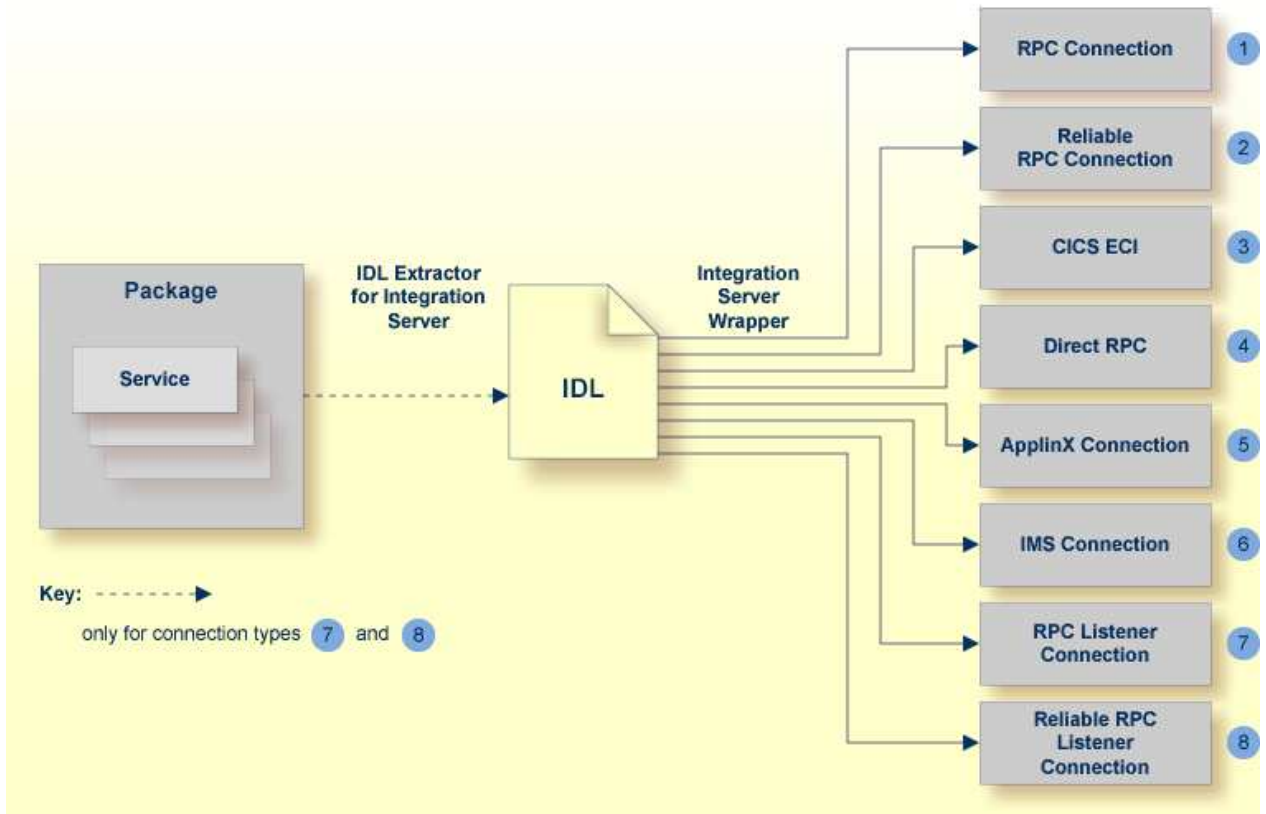 Package
Service
IDL Extractor
for Integration
Server
IDL
Integration
Server
Wrapper
RPC Connection
1
Reliable
RPC Connection
2
CICS ECI
3
Direct RPC
4
ApplinX Connection
5
IMS Connection
6
RPC Listener
Connection
7
Reliable RPC
Listener
Connection
8
Key:
only for connection types 7 and 8